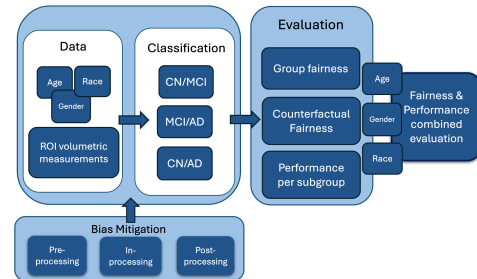 Data
Age
Race
Gender
ROI volumetric
measurements
Classification
CN/MCI
MCI/AD
CN/AD
Evaluation
Group fairness
Counterfactual
Fairness
Performance
per subgroup
Age
Gender
Race
Fairness &
Performance
combined
evaluation
Bias Mitigation
Pre-
processing
In-
processing
Post-
processing